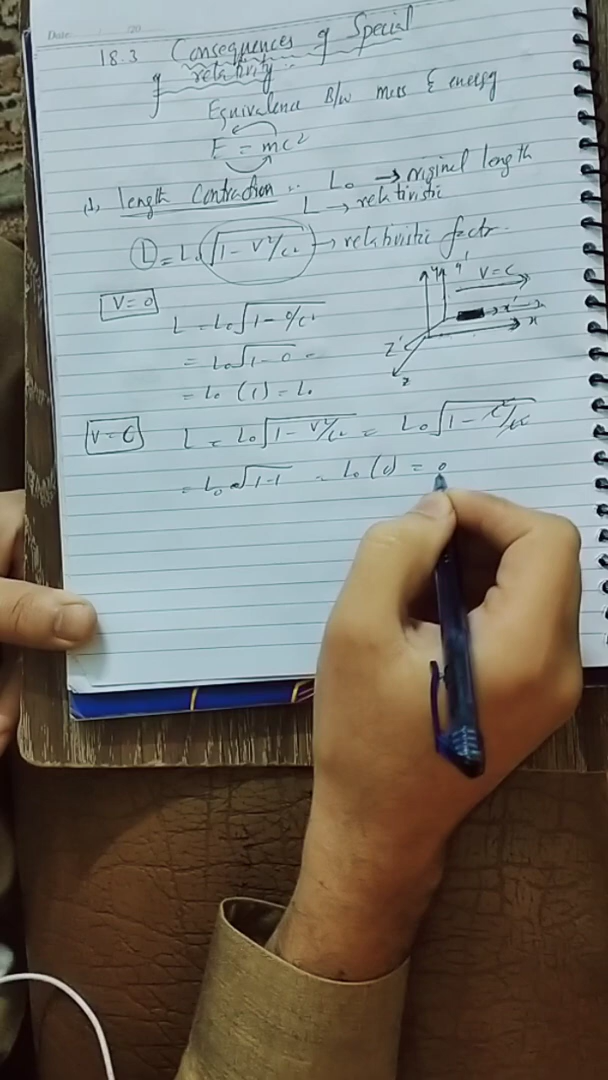 Date:
18.3 Consequences of Special
of relativity :-
Equivalence B/w mass & energy
E = mc²
(1) length Contraction :. L₀ → original length
L → relativistic
L = L₀ √1 - V²/c² → relativistic factor.
V = 0
L = L₀ √1 - 0/c²
= L₀ √1 - 0
= L₀ (1) = L₀
y y' V = c
x' x
x
z'
z
V = C L = L₀ √1 - V²/c² = L₀ √1 - c²/c²
= L₀ √1-1 = L₀ (0) = 0